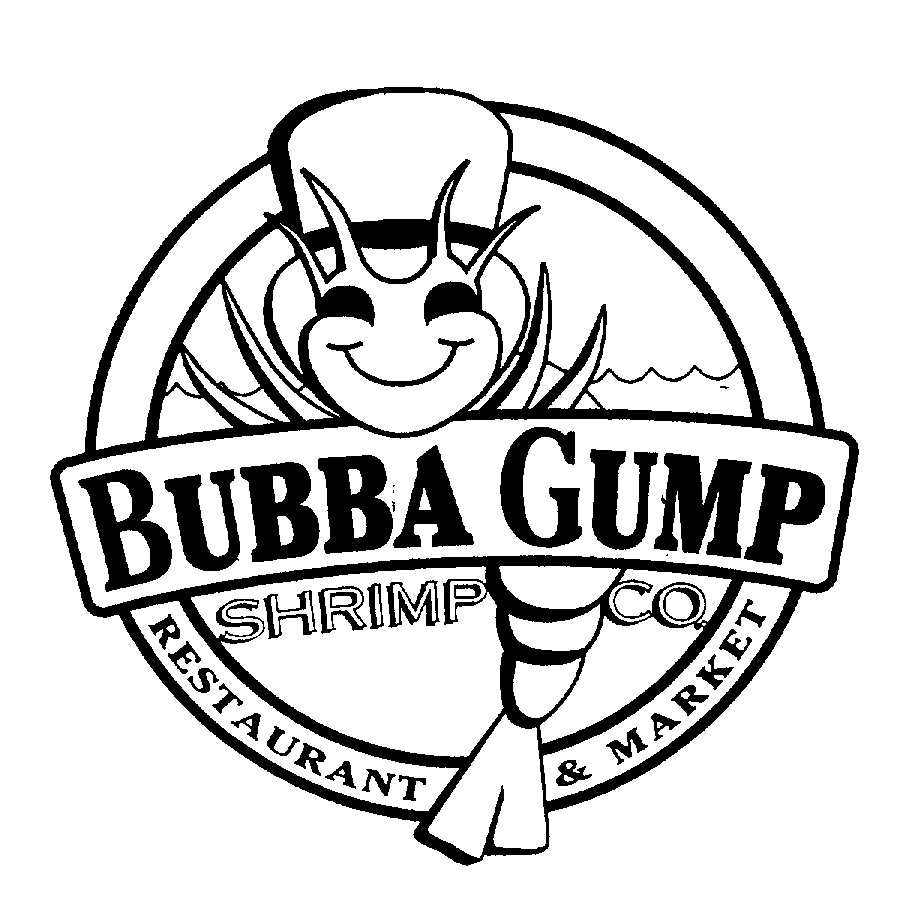 BUBBA GUMP
SHRIMP CO.
RESTAURANT & MARKET